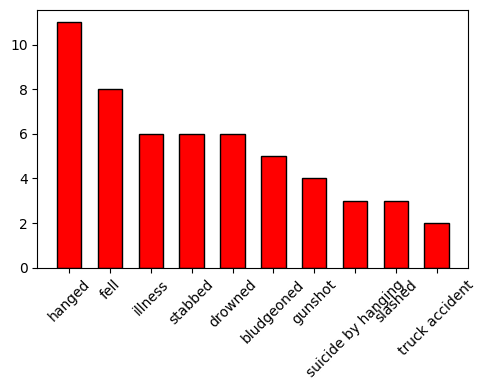 10
8
6
4
2
0
hanged
fell
illness
stabbed
drowned
bludgeoned
gunshot
suicide by hanging
slashed
truck accident